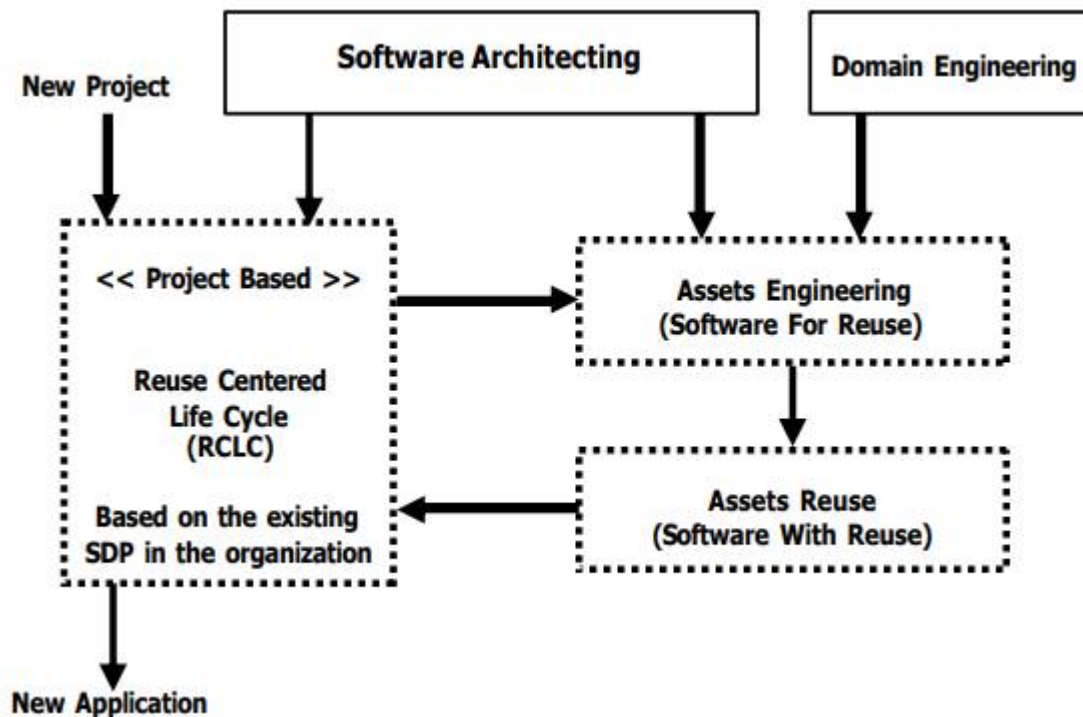 Software Architecting
Domain Engineering
New Project
<< Project Based >>
Reuse Centered
Life Cycle
(RCLC)
Based on the existing
SDP in the organization
Assets Engineering
(Software For Reuse)
Assets Reuse
(Software With Reuse)
New Application